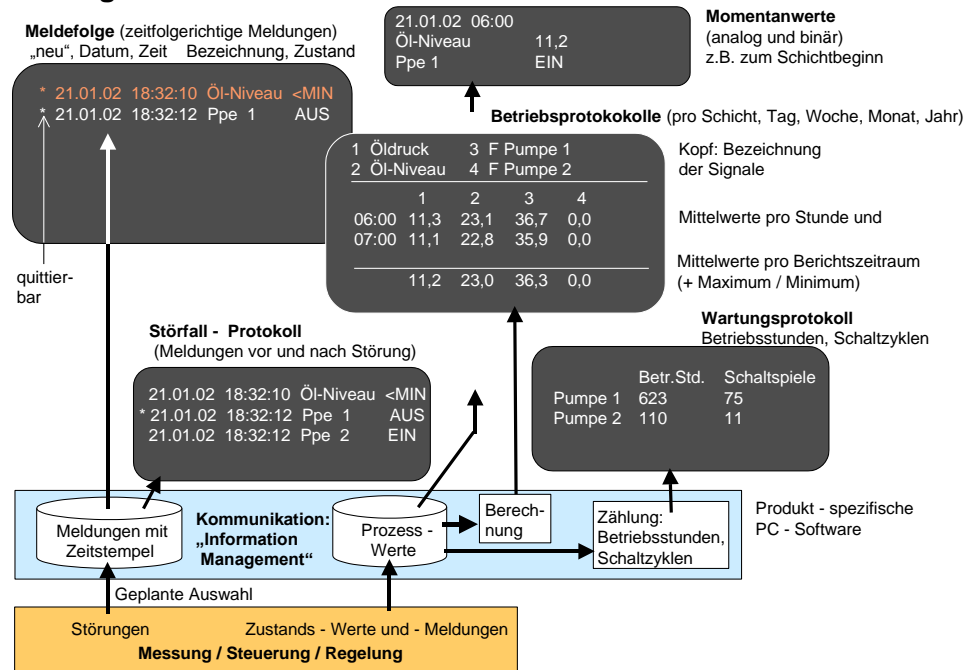 Meldefolge (zeitfolgerichtige Meldungen)
„neu“, Datum, Zeit Bezeichnung, Zustand
* 21.01.02 18:32:10 Öl-Niveau <MIN
* 21.01.02 18:32:12 Ppe 1 AUS
quittier-
bar
21.01.02 06:00
Öl-Niveau 11,2
Ppe 1 EIN
Momentanwerte
(analog und binär)
z.B. zum Schichtbeginn
Betriebsprotokokolle (pro Schicht, Tag, Woche, Monat, Jahr)
1 Öldruck 3 F Pumpe 1
2 Öl-Niveau 4 F Pumpe 2
1 2 3 4
06:00 11,3 23,1 36,7 0,0
07:00 11,1 22,8 35,9 0,0
11,2 23,0 36,3 0,0
Kopf: Bezeichnung
der Signale
Mittelwerte pro Stunde und
Mittelwerte pro Berichtszeitraum
(+ Maximum / Minimum)
Störfall - Protokoll
(Meldungen vor und nach Störung)
21.01.02 18:32:10 Öl-Niveau <MIN
* 21.01.02 18:32:12 Ppe 1 AUS
21.01.02 18:32:12 Ppe 2 EIN
Wartungsprotokoll
Betriebsstunden, Schaltzyklen
Betr.Std. Schaltspiele
Pumpe 1 623 75
Pumpe 2 110 11
Meldungen mit
Zeitstempel
Kommunikation:
„Information
Management“
Prozess -
Werte
Berech-
nung
Zählung:
Betriebsstunden,
Schaltzyklen
Produkt - spezifische
PC - Software
Geplante Auswahl
Störungen Zustands - Werte und - Meldungen
Messung / Steuerung / Regelung